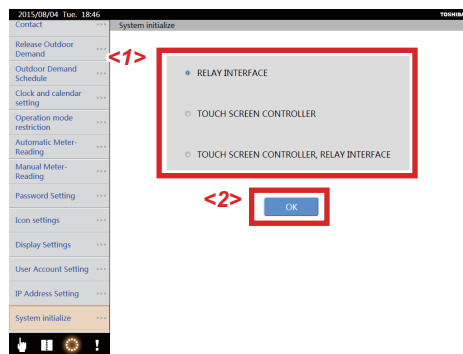 2015/08/04 Tue. 18:46
TOSHIBA
Contact
System initialize
Release Outdoor
Demand
Outdoor Demand
Schedule
Clock and calendar
setting
Operation mode
restriction
Automatic Meter-
Reading
Manual Meter-
Reading
Password Setting
Icon settings
Display Settings
User Account Setting
IP Address Setting
System initialize
<1>
RELAY INTERFACE
TOUCH SCREEN CONTROLLER
TOUCH SCREEN CONTROLLER, RELAY INTERFACE
<2>
OK